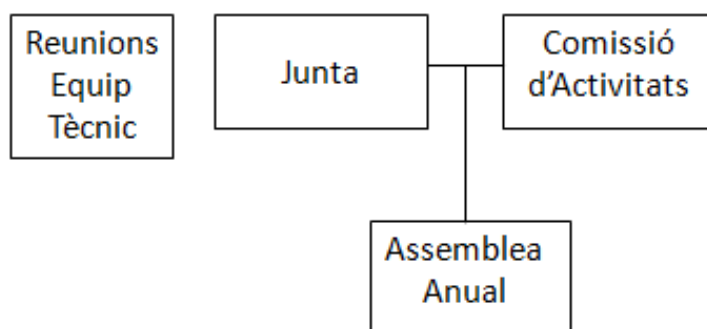 Reunions
Equip
Tècnic
Junta
Comissió
d'Activitats
Assemblea
Anual